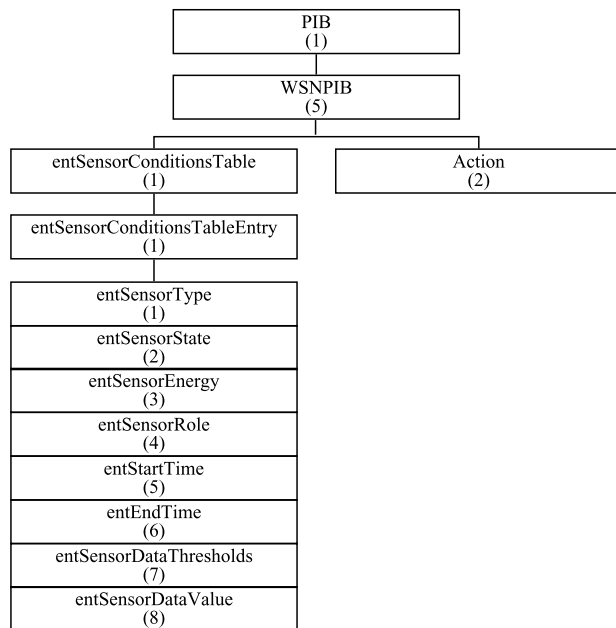 PIB
(1)
WSNPIB
(5)
entSensorConditionsTable
(1)
Action
(2)
entSensorConditionsTableEntry
(1)
entSensorType
(1)
entSensorState
(2)
entSensorEnergy
(3)
entSensorRole
(4)
entStartTime
(5)
entEndTime
(6)
entSensorDataThresholds
(7)
entSensorDataValue
(8)